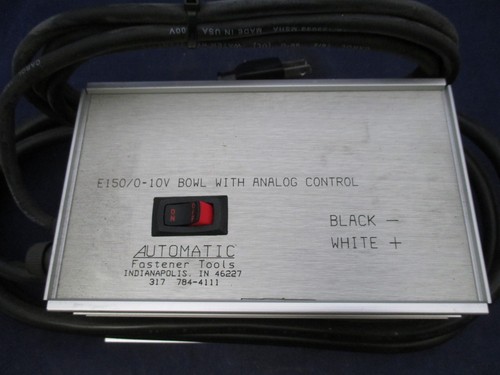 E150/0-10V BOWL WITH ANALOG CONTROL
BLACK -
WHITE +
AUTOMATIC
Fastener Tools
INDIANAPOLIS, IN 46227
317 784-4111